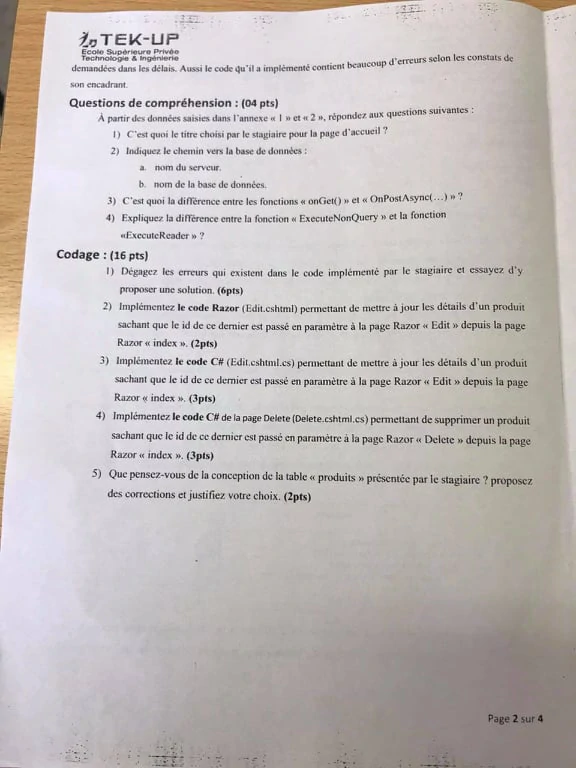 TEK-UP
Ecole Supérieure Privée
Technologie & Ingénierie
demandées dans les délais. Aussi le code qu'il a implémenté contient beaucoup d'erreurs selon les constats de
son encadrant.
Questions de compréhension : (04 pts)
À partir des données saisies dans l'annexe « 1 » et « 2 », répondez aux questions suivantes :
1) C'est quoi le titre choisi par le stagiaire pour la page d'accueil ?
2) Indiquez le chemin vers la base de données :
a. nom du serveur.
b. nom de la base de données.
3) C'est quoi la différence entre les fonctions « onGet() » et « OnPostAsync(…) » ?
4) Expliquez la différence entre la fonction « ExecuteNonQuery » et la fonction
«ExecuteReader » ?
Codage : (16 pts)
1) Dégagez les erreurs qui existent dans le code implémenté par le stagiaire et essayez d'y
proposer une solution. (6pts)
2) Implémentez le code Razor (Edit.cshtml) permettant de mettre à jour les détails d'un produit
sachant que le id de ce dernier est passé en paramètre à la page Razor « Edit » depuis la page
Razor « index ». (2pts)
3) Implémentez le code C# (Edit.cshtml.cs) permettant de mettre à jour les détails d'un produit
sachant que le id de ce dernier est passé en paramètre à la page Razor « Edit » depuis la page
Razor « index ». (3pts)
4) Implémentez le code C# de la page Delete (Delete.cshtml.cs) permettant de supprimer un produit
sachant que le id de ce dernier est passé en paramètre à la page Razor « Delete » depuis la page
Razor « index ». (3pts)
5) Que pensez-vous de la conception de la table « produits » présentée par le stagiaire ? proposez
des corrections et justifiez votre choix. (2pts)
Page 2 sur 4